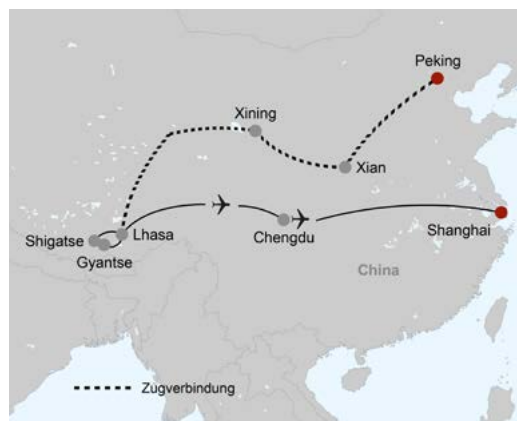 Peking
Xining
Xian
Lhasa
Shigatse
Gyantse
Chengdu
Shanghai
China
Zugverbindung